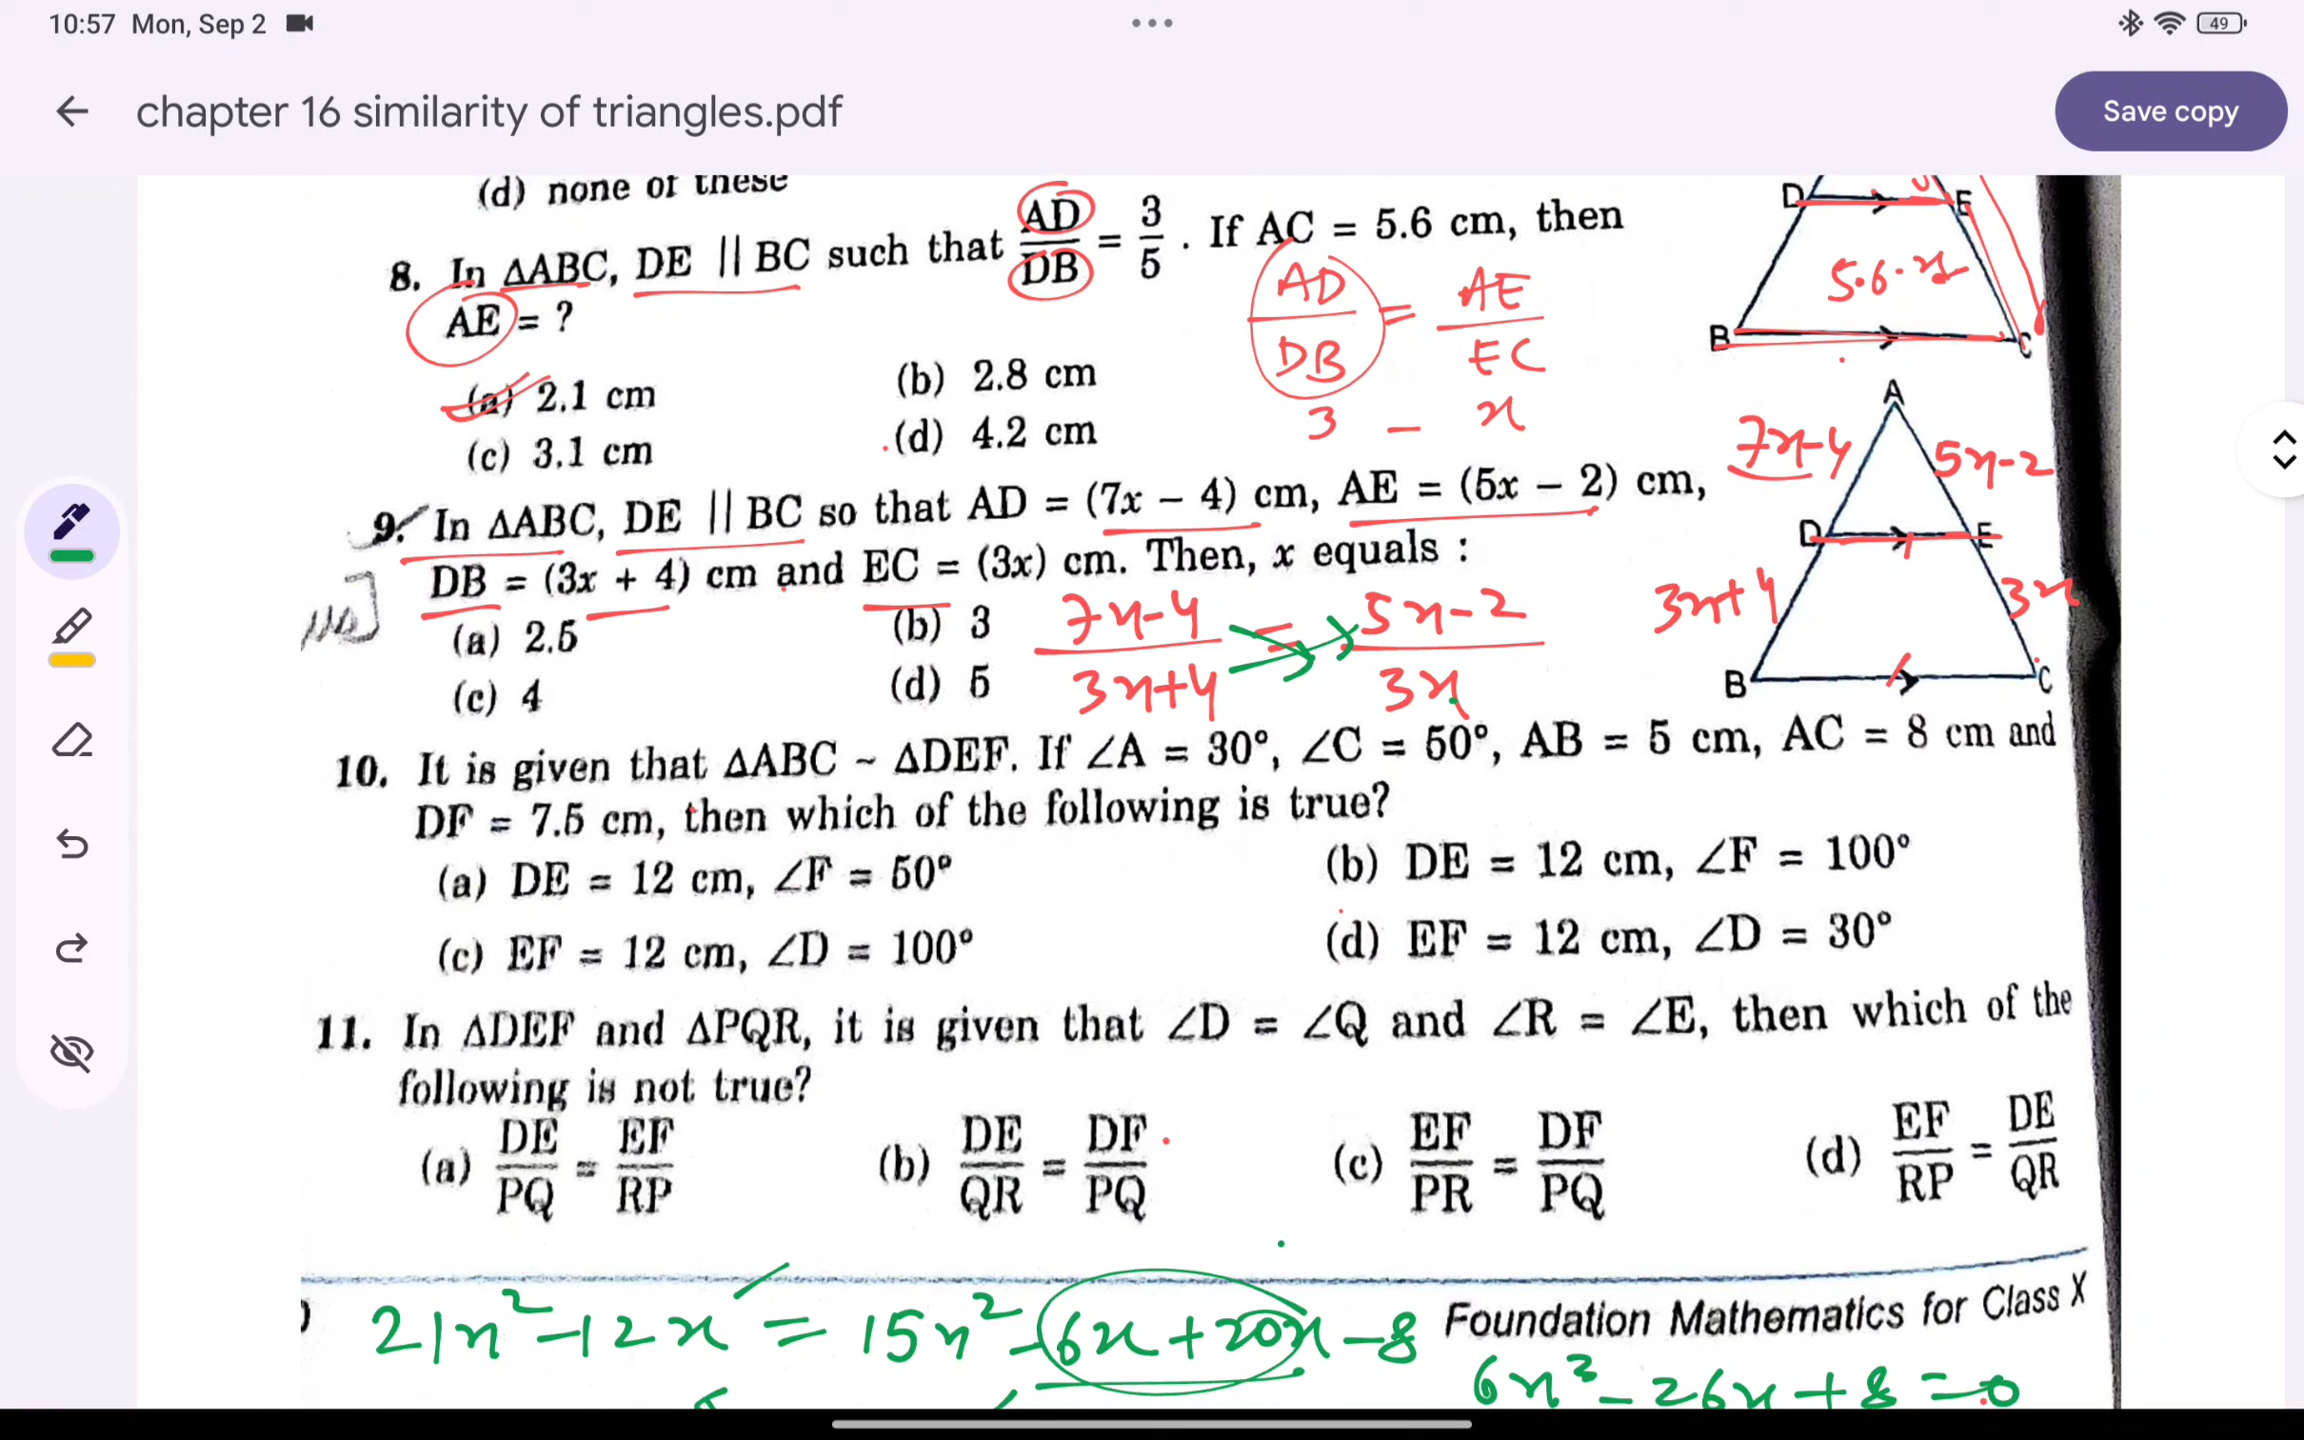 10:57 Mon, Sep 2
49
chapter 16 similarity of triangles.pdf
Save copy
(d) none of these
8. In ΔABC, DE || BC such that AD/DB = 3/5 . If AC = 5.6 cm, then
AE = ?
(a) 2.1 cm (b) 2.8 cm
(c) 3.1 cm (d) 4.2 cm
AD/DB = AE/EC
3 - x
D E
5.6-x
B C
9. In ΔABC, DE || BC so that AD = (7x – 4) cm, AE = (5x – 2) cm,
DB = (3x + 4) cm and EC = (3x) cm. Then, x equals :
(a) 2.5 (b) 3
(c) 4 (d) 5
7x-4/3x+4 = 5x-2/3x
A
7x-4 5x-2
D E
3x+4 3x
B C
10. It is given that ΔABC ~ ΔDEF. If ∠A = 30°, ∠C = 50°, AB = 5 cm, AC = 8 cm and
DF = 7.5 cm, then which of the following is true?
(a) DE = 12 cm, ∠F = 50° (b) DE = 12 cm, ∠F = 100°
(c) EF = 12 cm, ∠D = 100° (d) EF = 12 cm, ∠D = 30°
11. In ΔDEF and ΔPQR, it is given that ∠D = ∠Q and ∠R = ∠E, then which of the
following is not true?
(a) DE/PQ = EF/RP (b) DE/QR = DF/PQ (c) EF/PR = DF/PQ (d) EF/RP = DE/QR
21x²-12x = 15x²-6x+20x-8
Foundation Mathematics for Class X
6x²-26x+8=0